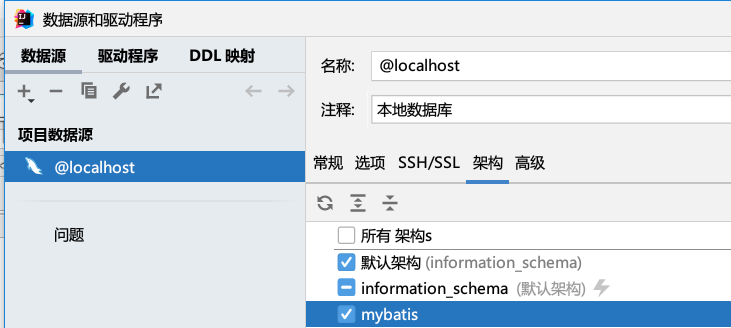 数据源和驱动程序
数据源 驱动程序 DDL 映射
项目数据源
@localhost
问题
名称: @localhost
注释: 本地数据库
常规 选项 SSH/SSL 架构 高级
所有 架构s
默认架构 (information_schema)
information_schema (默认架构)
mybatis